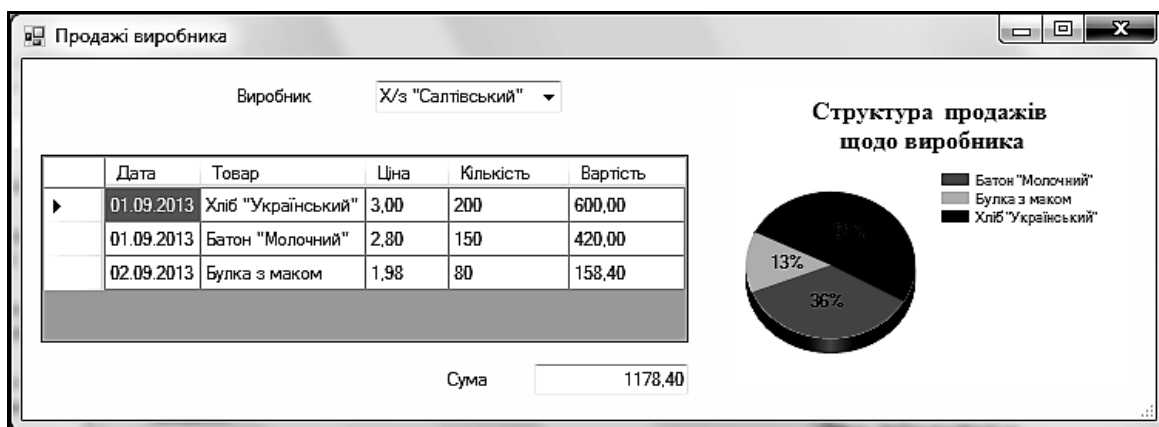 Продажі виробника
Виробник Х/з "Салтівський"
Дата Товар Ціна Кількість Вартість
01.09.2013 Хліб "Український" 3,00 200 600,00
01.09.2013 Батон "Молочний" 2,80 150 420,00
02.09.2013 Булка з маком 1,98 80 158,40
Сума 1178,40
Структура продажів
щодо виробника
Батон "Молочний"
Булка з маком
Хліб "Український"
13%
36%